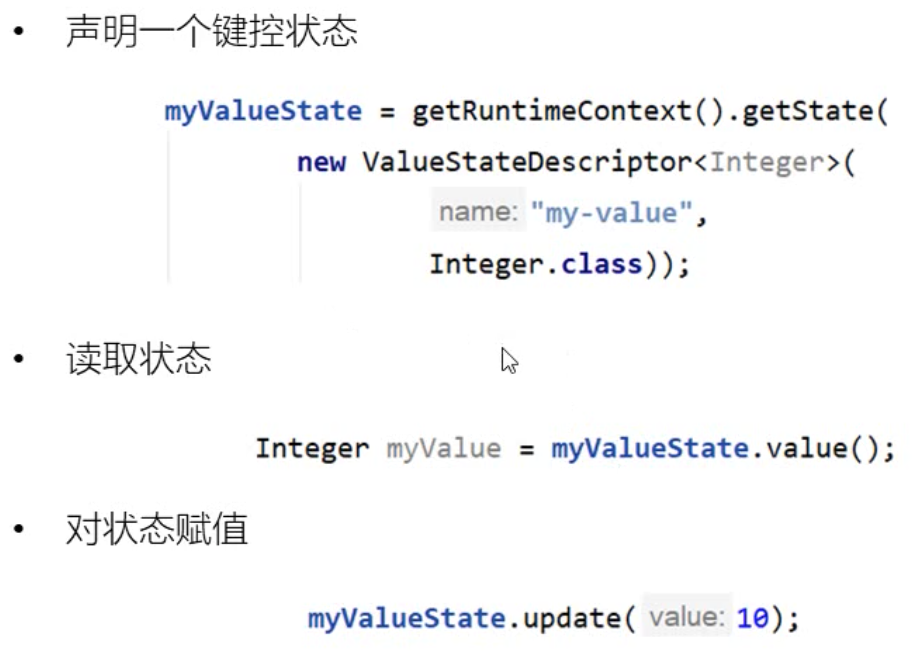 • 声明一个键控状态
myValueState = getRuntimeContext().getState(
new ValueStateDescriptor<Integer>(
name: "my-value",
Integer.class));
• 读取状态
Integer myValue = myValueState.value();
• 对状态赋值
myValueState.update( value: 10);